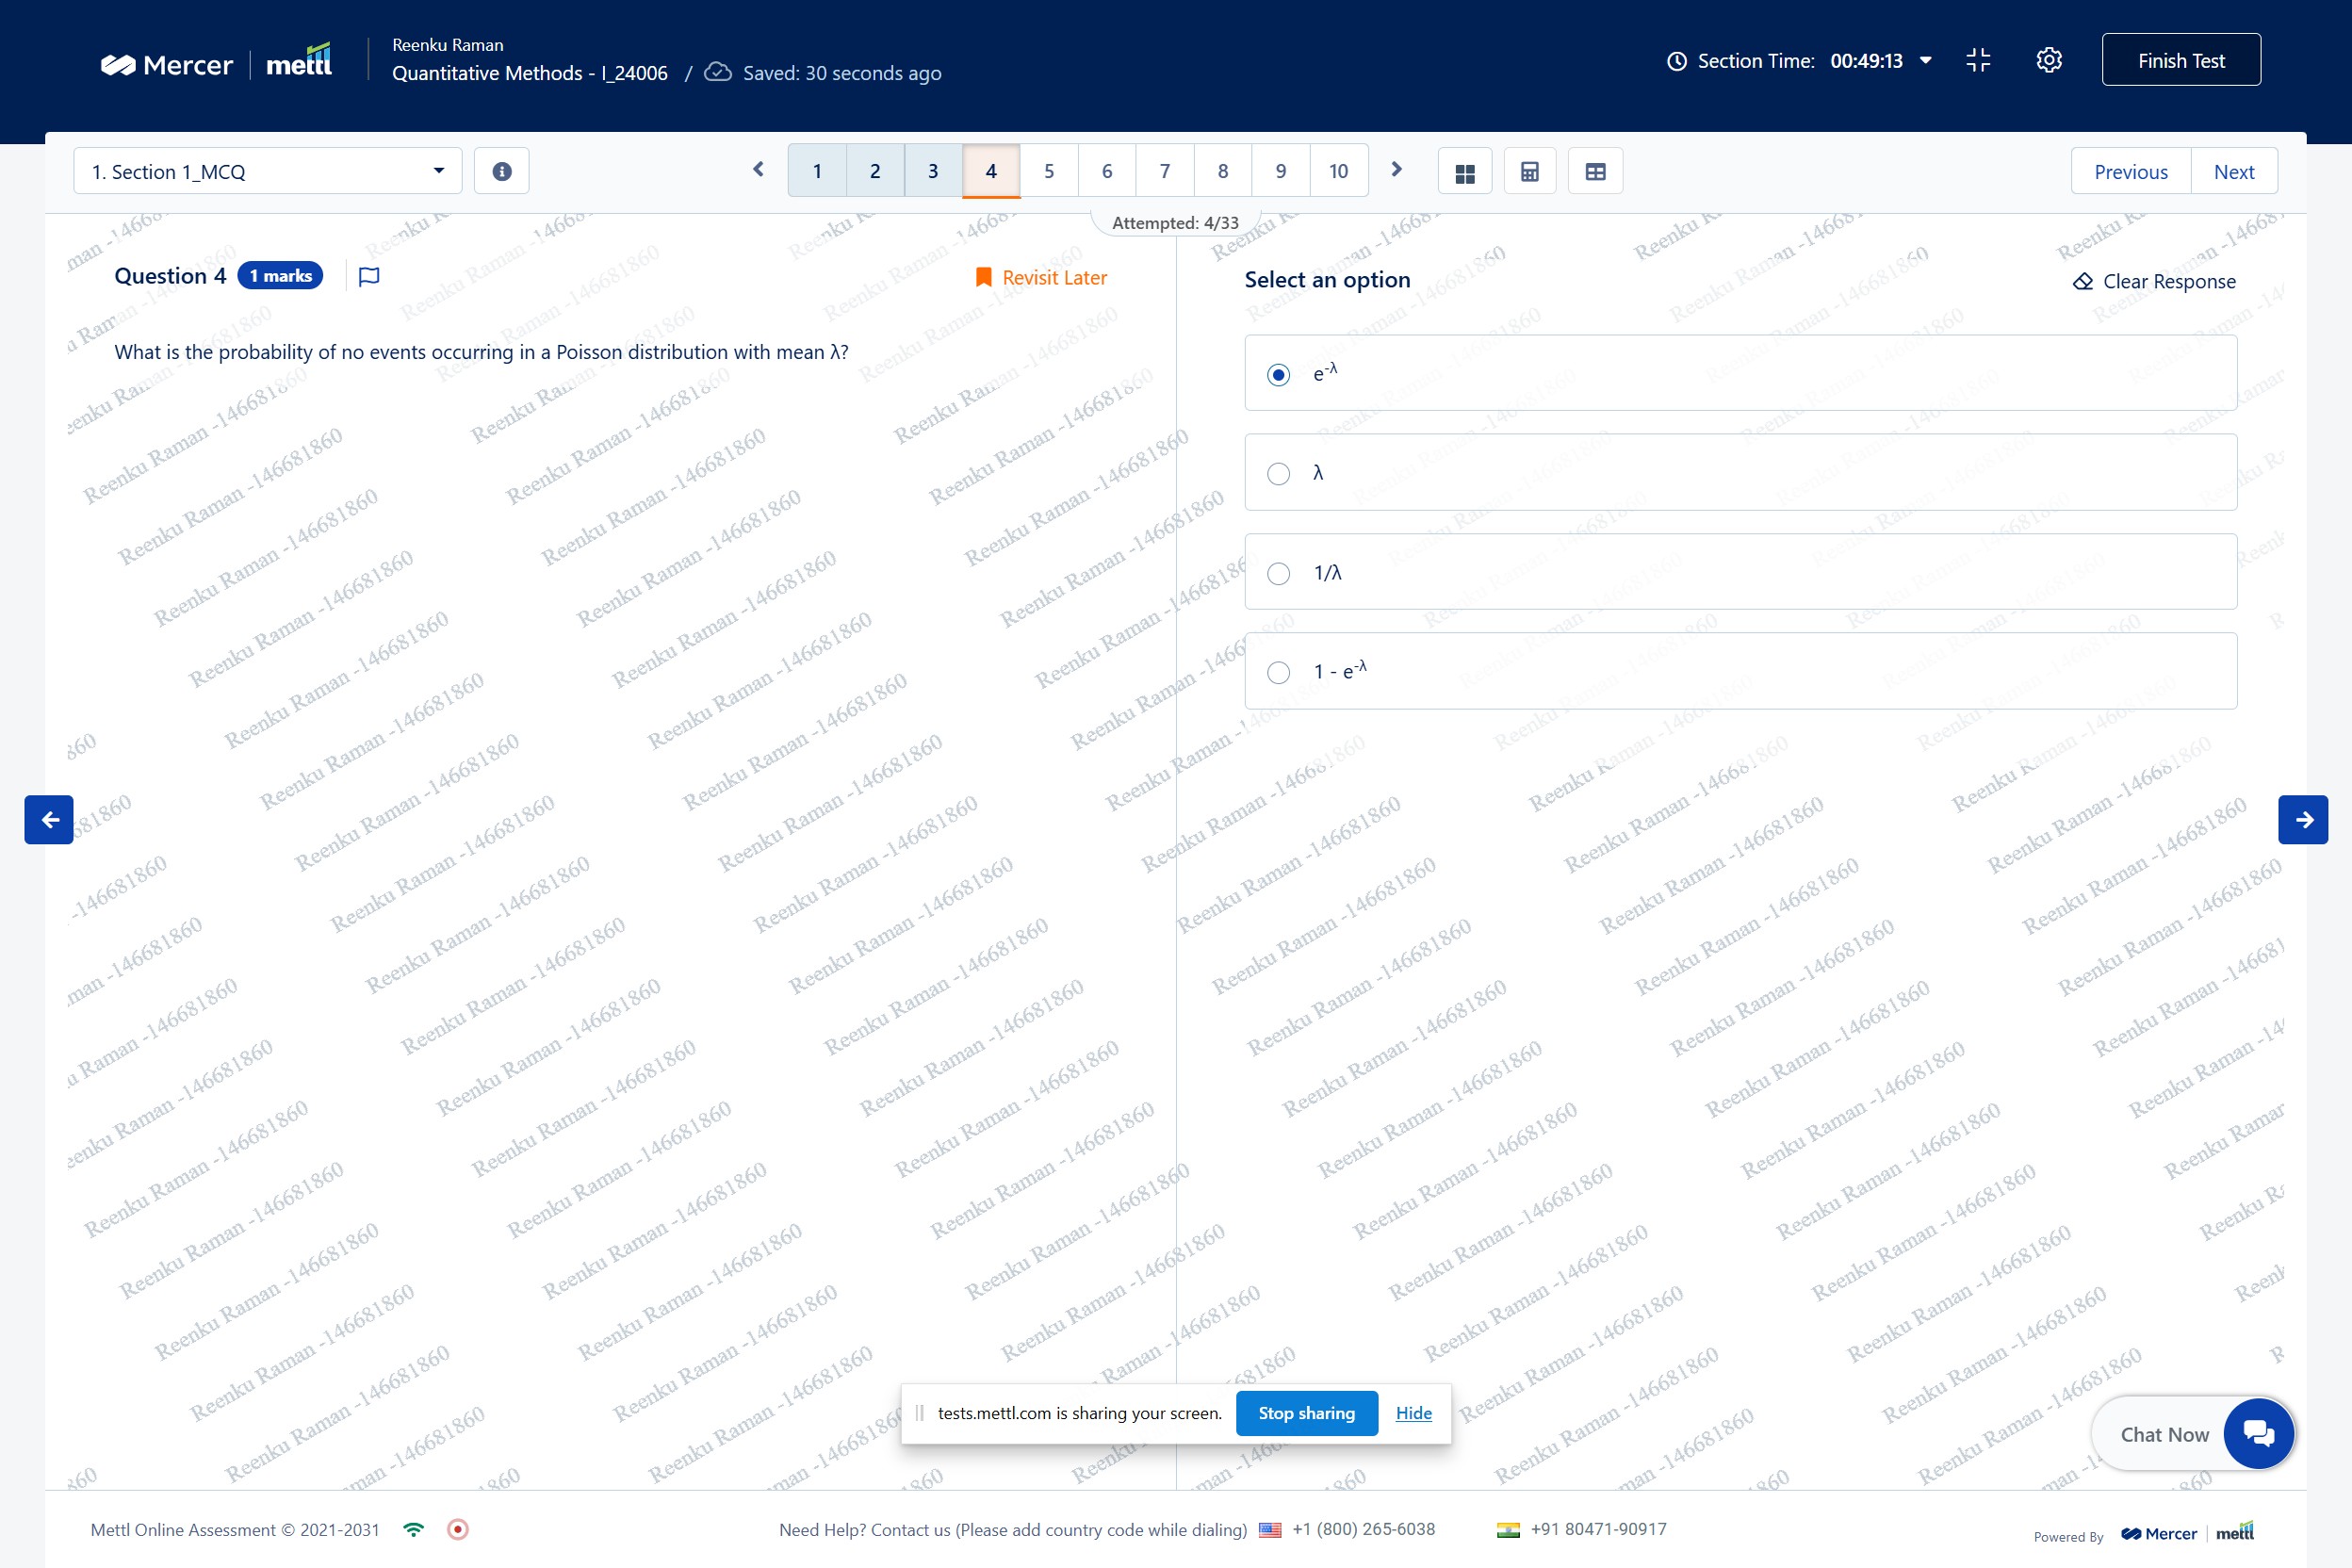 Mercer | mettl
Reenku Raman
Quantitative Methods - I_24006 / Saved: 30 seconds ago
Section Time: 00:49:13
Finish Test
1. Section 1_MCQ
1 2 3 4 5 6 7 8 9 10
Previous Next
Attempted: 4/33
Question 4 1 marks
Revisit Later
What is the probability of no events occurring in a Poisson distribution with mean λ?
Select an option
Clear Response
e⁻λ
λ
1/λ
1 - e⁻λ
Reenku Raman -146681860
tests.mettl.com is sharing your screen. Stop sharing Hide
Chat Now
Mettl Online Assessment © 2021-2031
Need Help? Contact us (Please add country code while dialing) +1 (800) 265-6038 +91 80471-90917
Powered By Mercer | mettl